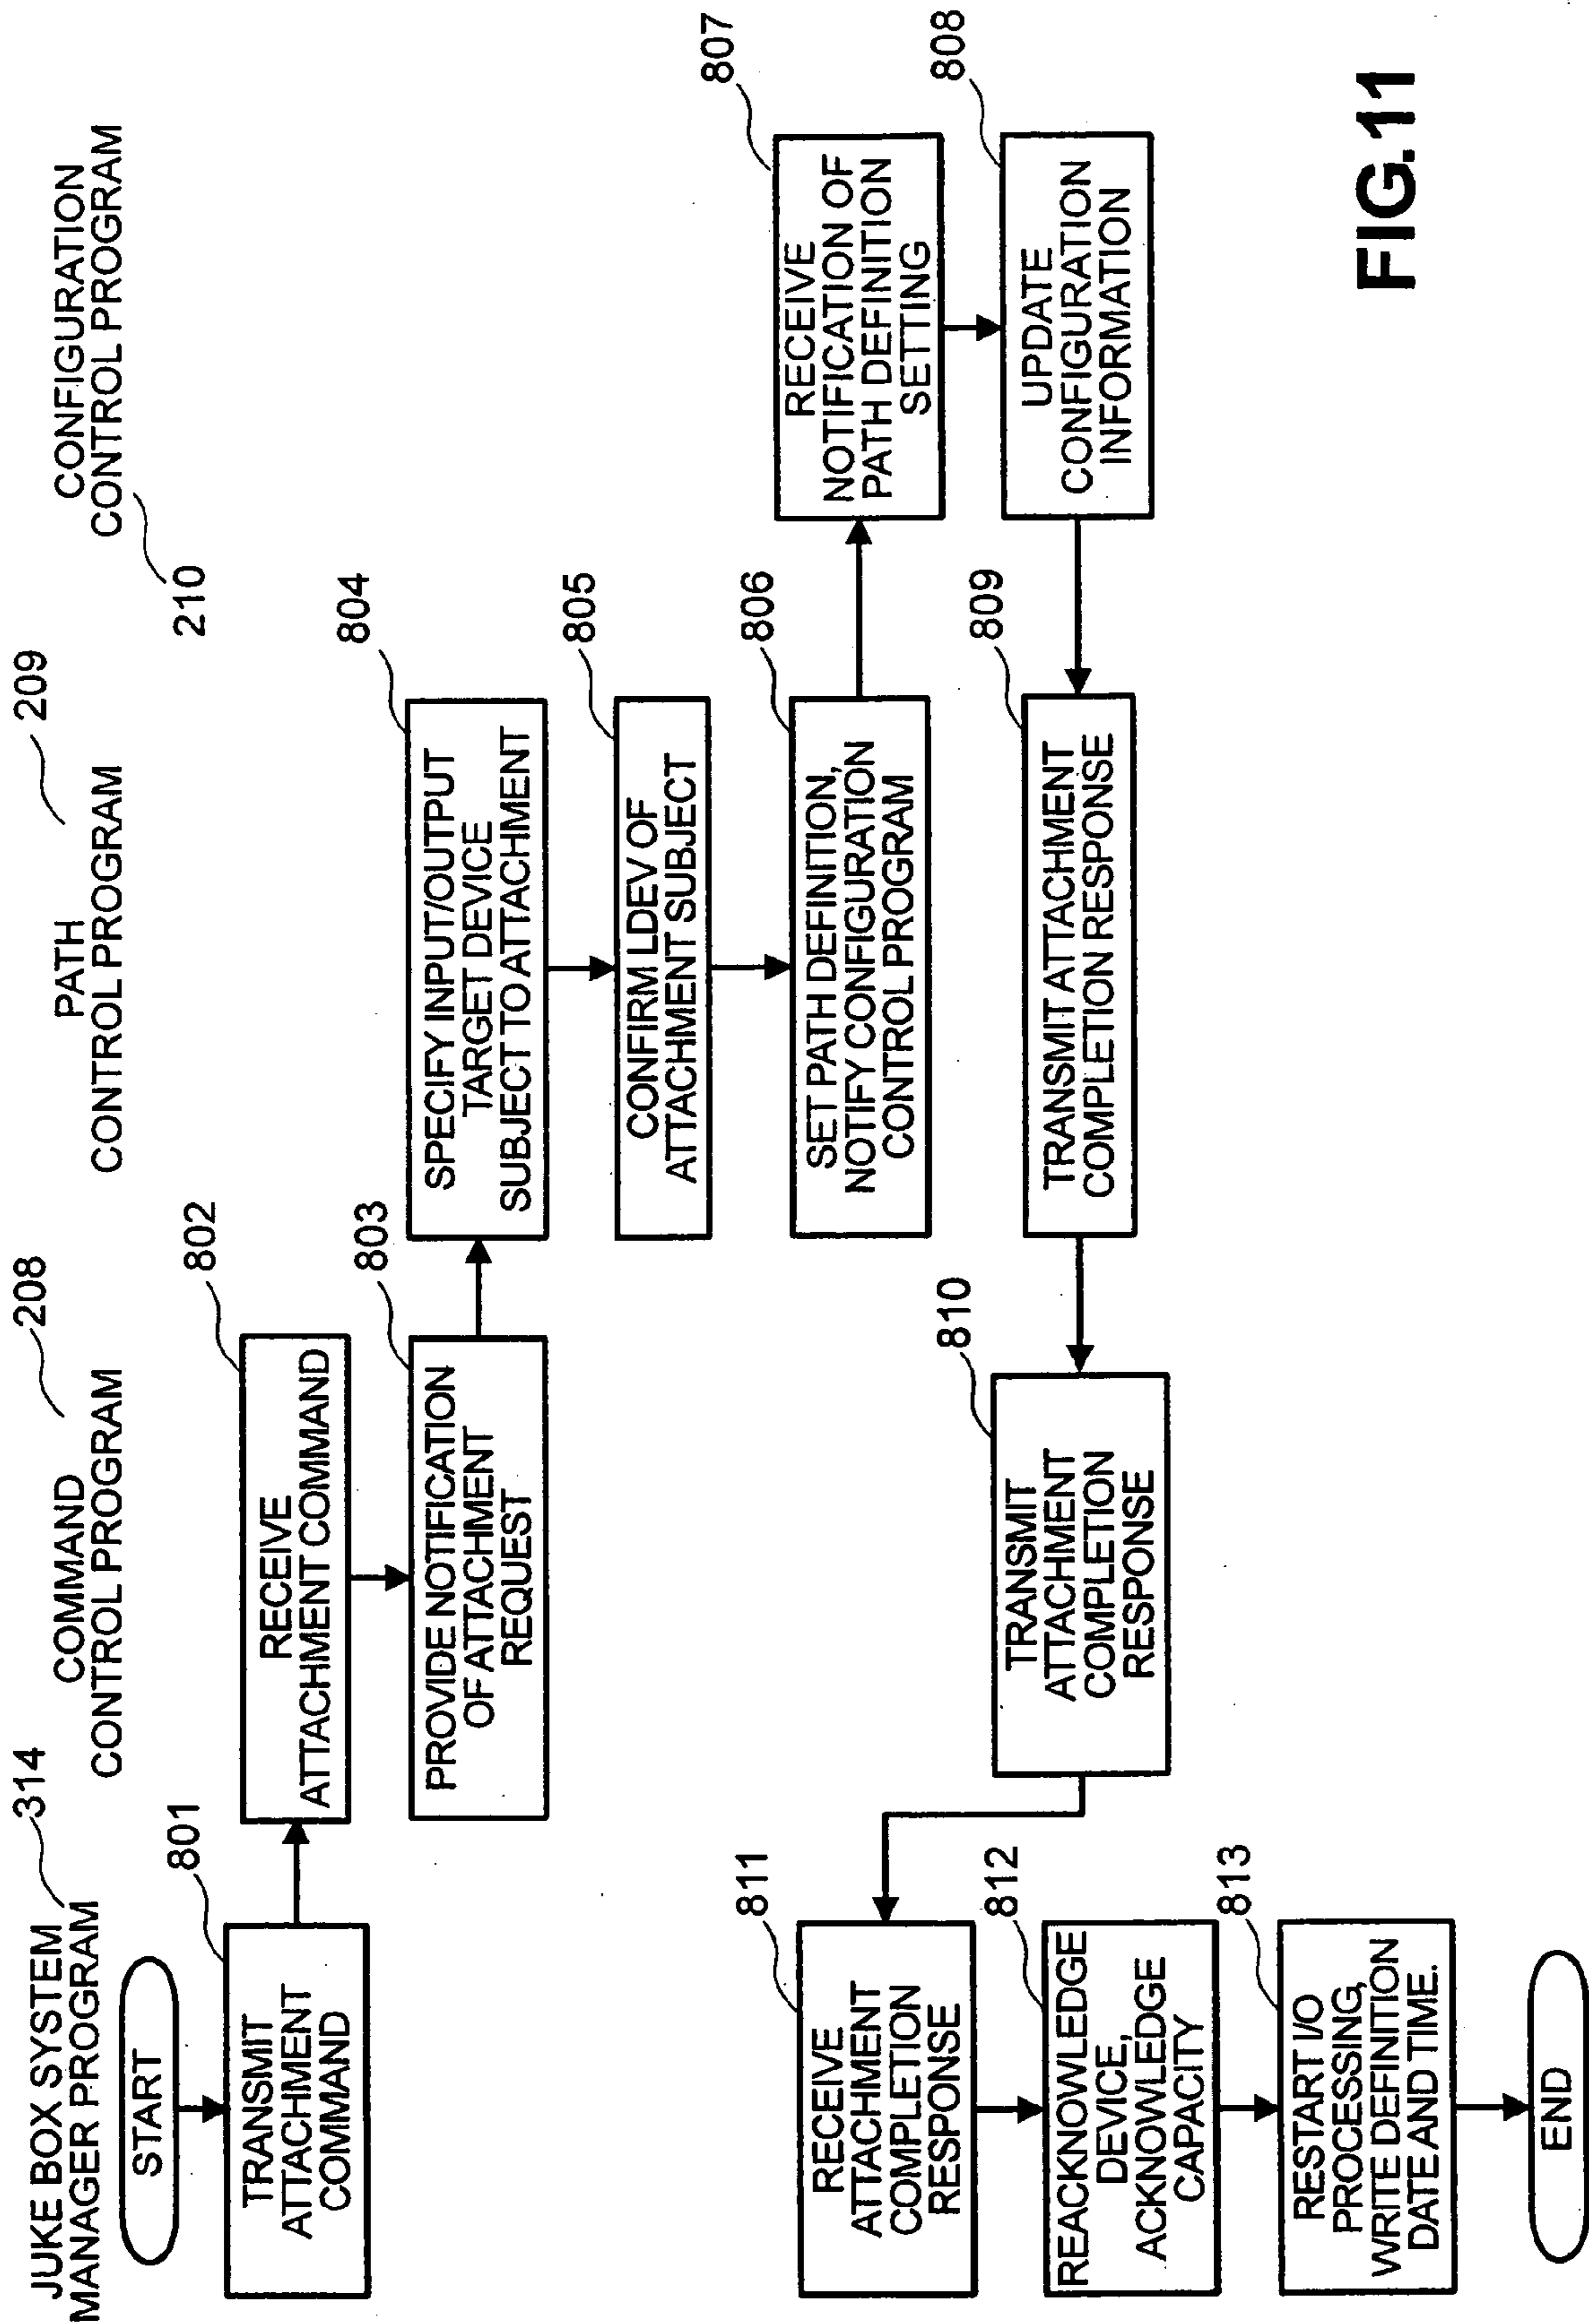 JUKE BOX SYSTEM
MANAGER PROGRAM
314
COMMAND
CONTROL PROGRAM
208
PATH
CONTROL PROGRAM
209
CONFIGURATION
CONTROL PROGRAM
210
START
801
TRANSMIT
ATTACHMENT
COMMAND
802
RECEIVE
ATTACHMENT COMMAND
803
PROVIDE NOTIFICATION
OF ATTACHMENT
REQUEST
804
SPECIFY INPUT/OUTPUT
TARGET DEVICE
SUBJECT TO ATTACHMENT
805
CONFIRM LDEV OF
ATTACHMENT SUBJECT
806
SET PATH DEFINITION,
NOTIFY CONFIGURATION
CONTROL PROGRAM
807
RECEIVE
NOTIFICATION OF
PATH DEFINITION
SETTING
808
UPDATE
CONFIGURATION
INFORMATION
809
TRANSMIT ATTACHMENT
COMPLETION RESPONSE
810
TRANSMIT
ATTACHMENT
COMPLETION
RESPONSE
811
RECEIVE
ATTACHMENT
COMPLETION
RESPONSE
812
REACKNOWLEDGE
DEVICE,
ACKNOWLEDGE
CAPACITY
813
RESTART I/O
PROCESSING,
WRITE DEFINITION
DATE AND TIME.
END
FIG.11